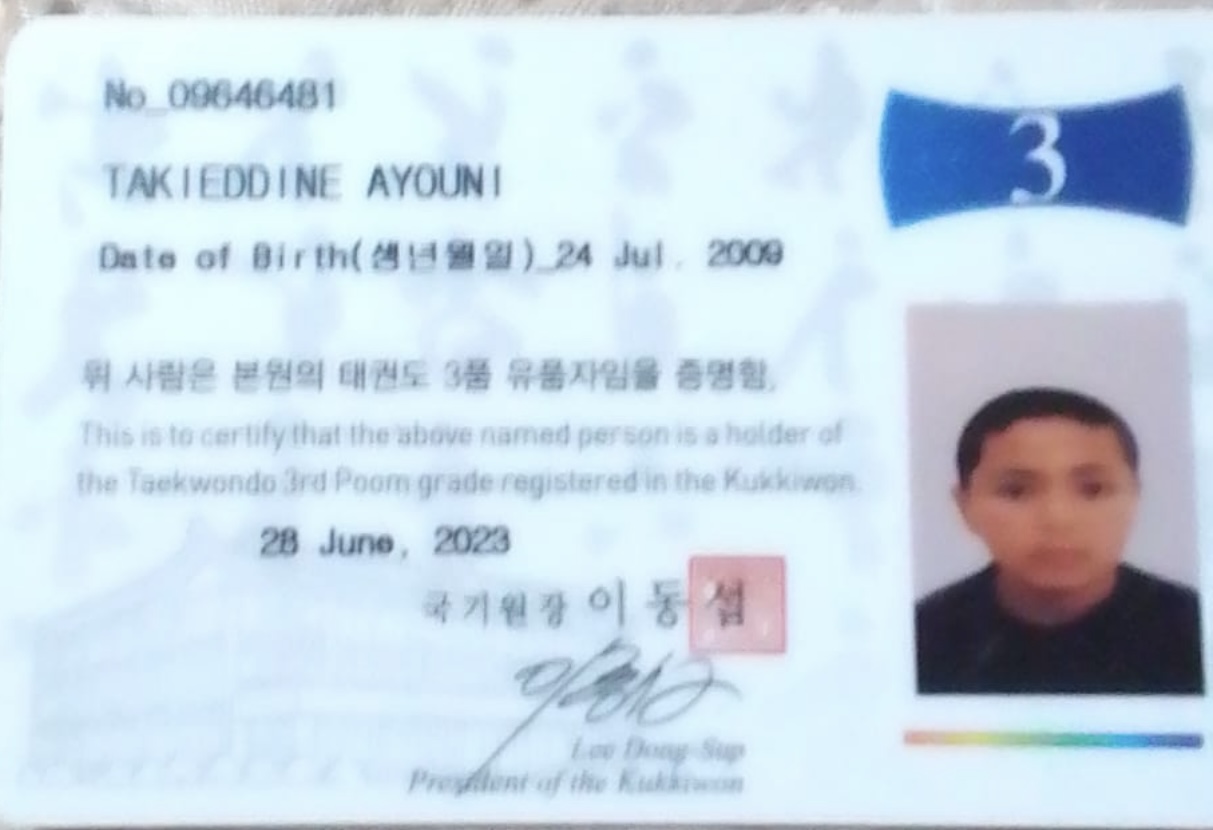 No_09646481
3
TAKIEDDINE AYOUNI
Date of Birth(생년월일)_24 Jul. 2009
위 사람은 본원의 태권도 3품 유품자임을 증명함.
This is to certify that the above named person is a holder of
the Taekwondo 3rd Poom grade registered in the Kukkiwon.
28 June, 2023
국기원장 이동섭
Lee Dong-Sup
President of the Kukkiwon